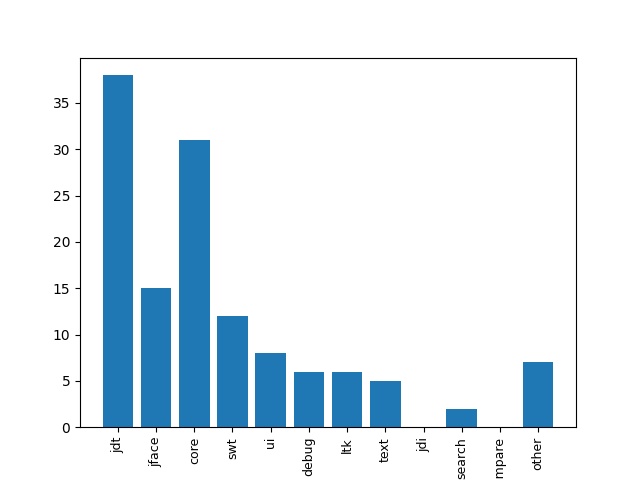 35
30
25
20
15
10
5
0
jdt
jface
core
swt
ui
debug
ltk
text
jdi
search
mpare
other